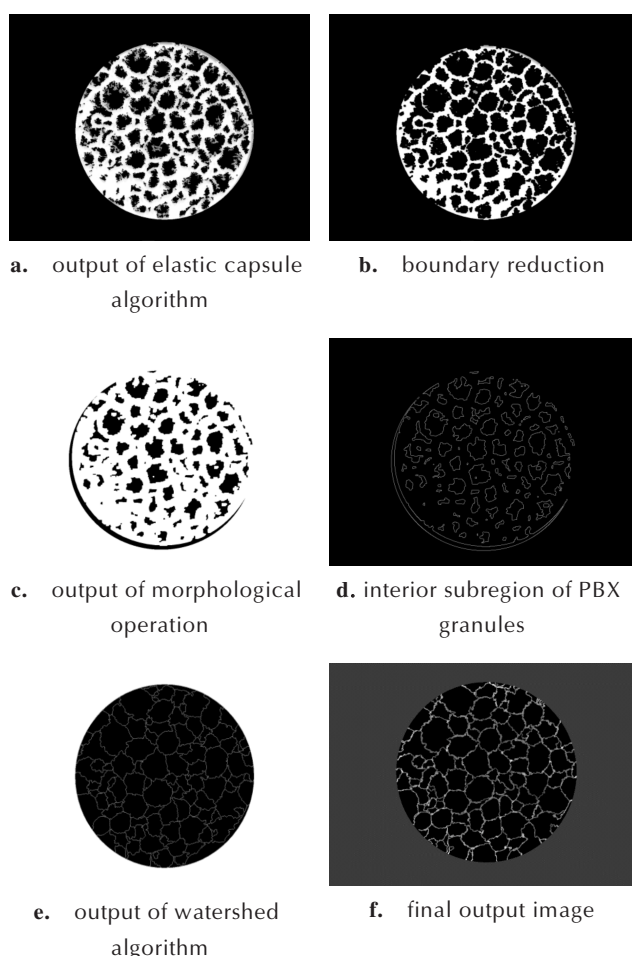 a. output of elastic capsule
algorithm
b. boundary reduction
c. output of morphological
operation
d. interior subregion of PBX
granules
e. output of watershed
algorithm
f. final output image